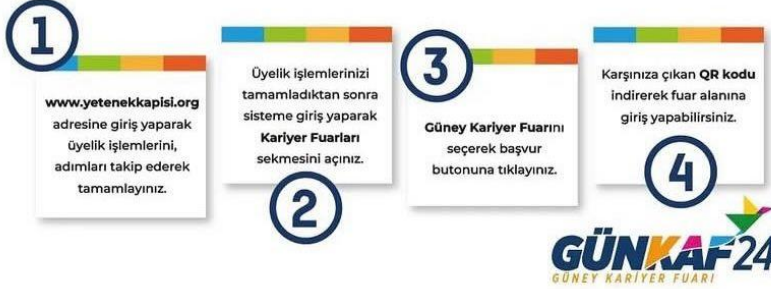 1
www.yetenekkapisi.org
adresine giriş yaparak
üyelik işlemlerini,
adımları takip ederek
tamamlayınız.
Üyelik işlemlerinizi
tamamladıktan sonra
sisteme giriş yaparak
Kariyer Fuarları
sekmesini açınız.
2
3
Güney Kariyer Fuarını
seçerek başvur
butonuna tıklayınız.
Karşınıza çıkan QR kodu
indirerek fuar alanına
giriş yapabilirsiniz.
4
GÜNKAF24
GÜNEY KARİYER FUARI